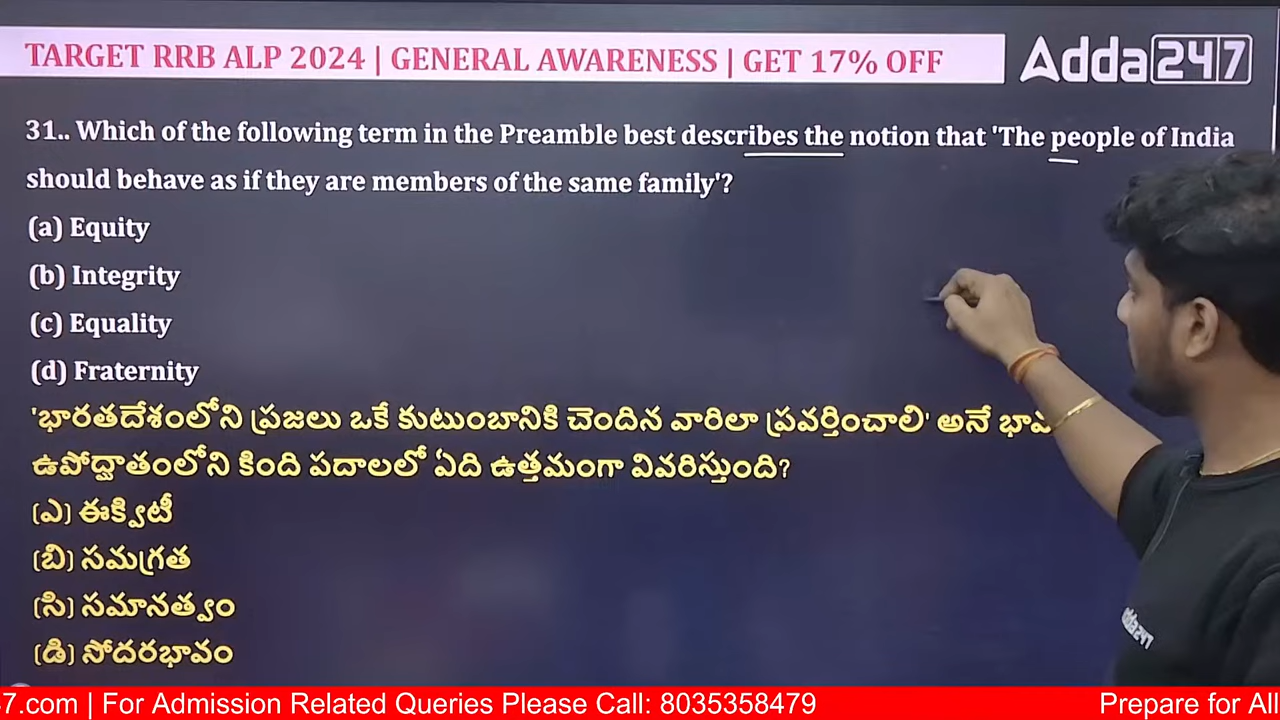 TARGET RRB ALP 2024 | GENERAL AWARENESS | GET 17% OFF
Adda247
31.. Which of the following term in the Preamble best describes the notion that 'The people of India
should behave as if they are members of the same family'?
(a) Equity
(b) Integrity
(c) Equality
(d) Fraternity
'భారతదేశంలోని ప్రజలు ఒకే కుటుంబానికి చెందిన వారిలా ప్రవర్తించాలి' అనే
ఉపోద్ఘాతంలోని కింది పదాలలో ఏది ఉత్తమంగా వివరిస్తుంది?
(ఎ) ఈక్విటీ
(బి) సమగ్రత
(సి) సమానత్వం
(డి) సోదరభావం
adda247
7.com | For Admission Related Queries Please Call: 8035358479
Prepare for All